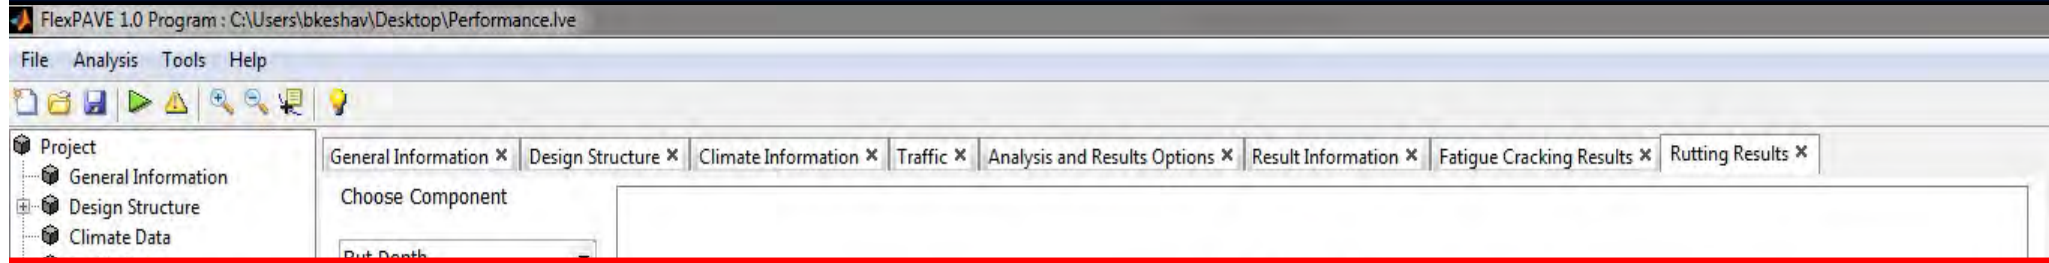 FlexPAVE 1.0 Program : C:\Users\bkeshav\Desktop\Performance.lve
File Analysis Tools Help
Project
General Information
Design Structure
Climate Data
General Information × Design Structure × Climate Information × Traffic × Analysis and Results Options × Result Information × Fatigue Cracking Results × Rutting Results ×
Choose Component
Rut Depth